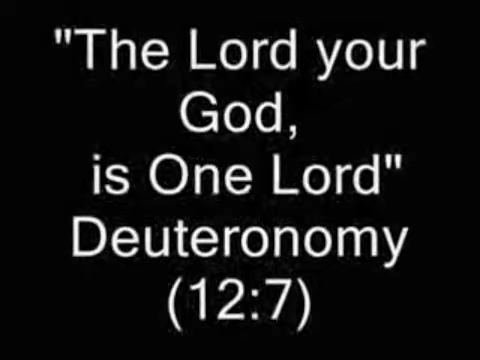 "The Lord your
God,
is One Lord"
Deuteronomy
(12:7)